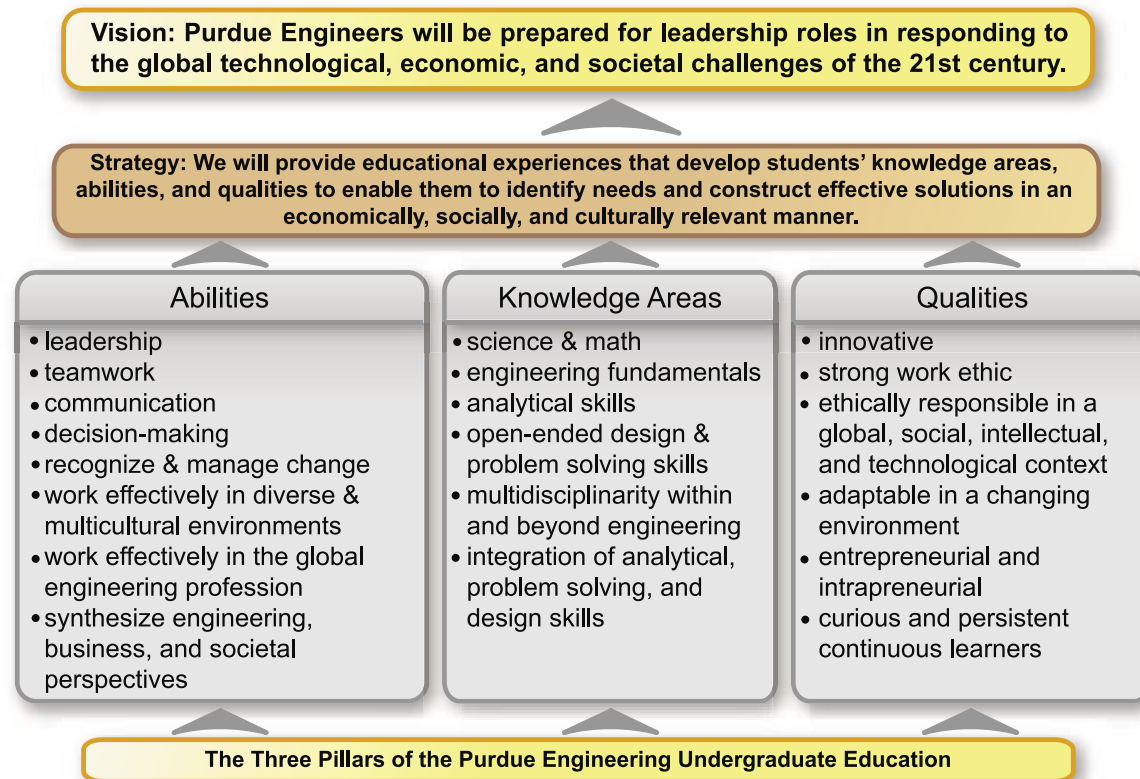 Vision: Purdue Engineers will be prepared for leadership roles in responding to
the global technological, economic, and societal challenges of the 21st century.
Strategy: We will provide educational experiences that develop students’ knowledge areas,
abilities, and qualities to enable them to identify needs and construct effective solutions in an
economically, socially, and culturally relevant manner.
Abilities
• leadership
• teamwork
• communication
• decision-making
• recognize & manage change
• work effectively in diverse &
multicultural environments
• work effectively in the global
engineering profession
• synthesize engineering,
business, and societal
perspectives
Knowledge Areas
• science & math
• engineering fundamentals
• analytical skills
• open-ended design &
problem solving skills
• multidisciplinarity within
and beyond engineering
• integration of analytical,
problem solving, and
design skills
Qualities
• innovative
• strong work ethic
• ethically responsible in a
global, social, intellectual,
and technological context
• adaptable in a changing
environment
• entrepreneurial and
intrapreneurial
• curious and persistent
continuous learners
The Three Pillars of the Purdue Engineering Undergraduate Education